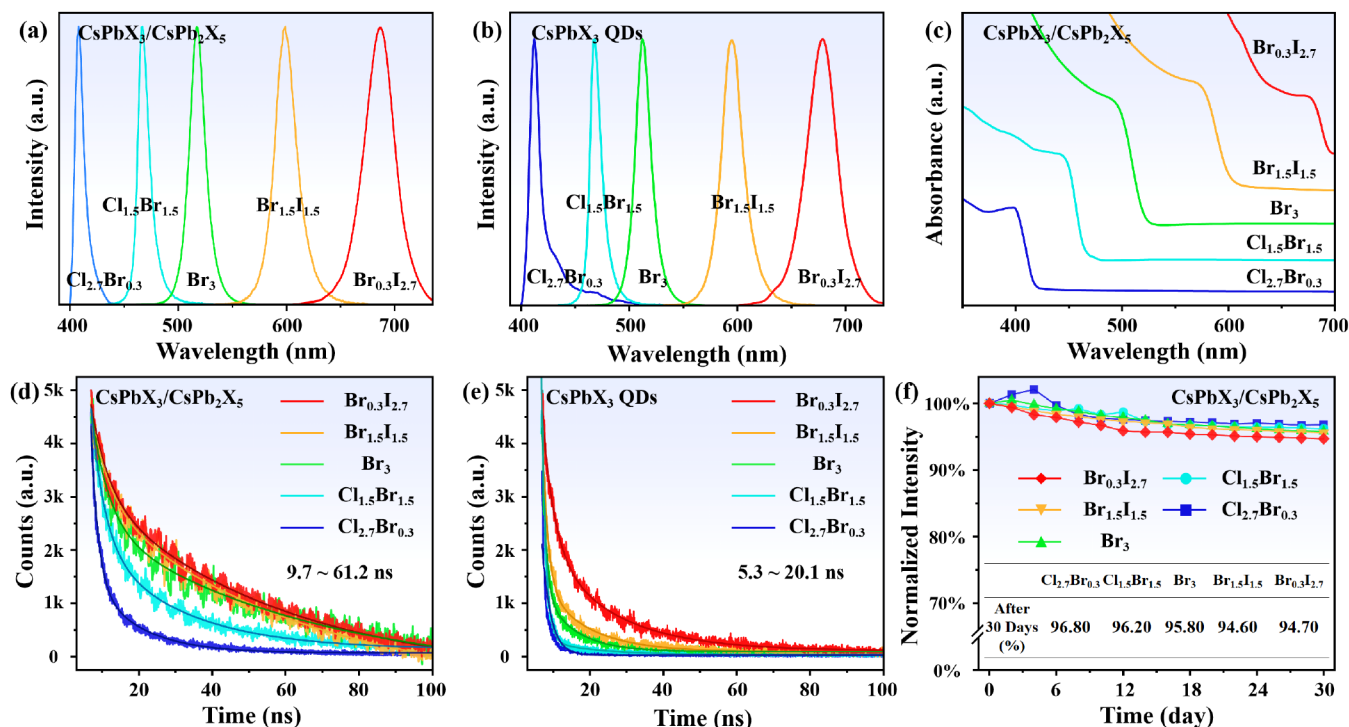 (a)
CsPbX₃/CsPb₂X₅
Intensity (a.u.)
Cl₁.₅Br₁.₅
Br₁.₅I₁.₅
Cl₂.₇Br₀.₃
Br₃
Br₀.₃I₂.₇
400 500 600 700
Wavelength (nm)
(b)
CsPbX₃ QDs
Intensity (a.u.)
Cl₁.₅Br₁.₅
Br₁.₅I₁.₅
Cl₂.₇Br₀.₃
Br₃
Br₀.₃I₂.₇
400 500 600 700
Wavelength (nm)
(c)
CsPbX₃/CsPb₂X₅
Absorbance (a.u.)
Br₀.₃I₂.₇
Br₁.₅I₁.₅
Br₃
Cl₁.₅Br₁.₅
Cl₂.₇Br₀.₃
400 500 600 700
Wavelength (nm)
(d)
CsPbX₃/CsPb₂X₅
Counts (a.u.)
5k
4k
3k
2k
1k
0
Br₀.₃I₂.₇
Br₁.₅I₁.₅
Br₃
Cl₁.₅Br₁.₅
Cl₂.₇Br₀.₃
9.7 ~ 61.2 ns
20 40 60 80 100
Time (ns)
(e)
CsPbX₃ QDs
Counts (a.u.)
5k
4k
3k
2k
1k
0
Br₀.₃I₂.₇
Br₁.₅I₁.₅
Br₃
Cl₁.₅Br₁.₅
Cl₂.₇Br₀.₃
5.3 ~ 20.1 ns
20 40 60 80 100
Time (ns)
(f)
CsPbX₃/CsPb₂X₅
Normalized Intensity
100%
90%
80%
70%
0%
Br₀.₃I₂.₇ Cl₁.₅Br₁.₅
Br₁.₅I₁.₅ Cl₂.₇Br₀.₃
Br₃
Cl₂.₇Br₀.₃ Cl₁.₅Br₁.₅ Br₃ Br₁.₅I₁.₅ Br₀.₃I₂.₇
After
30 Days 96.80 96.20 95.80 94.60 94.70
(%)
0 6 12 18 24 30
Time (day)